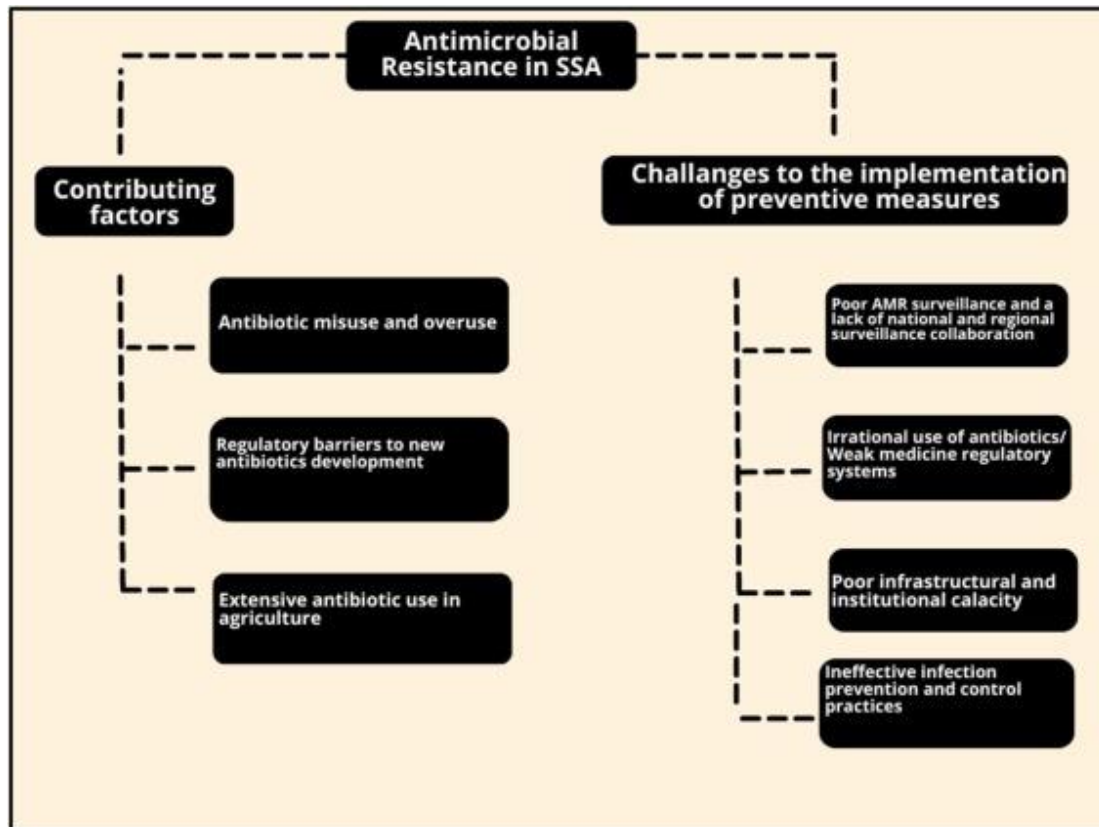 Antimicrobial
Resistance in SSA
Contributing
factors
Antibiotic misuse and overuse
Regulatory barriers to new
antibiotics development
Extensive antibiotic use in
agriculture
Challanges to the implementation
of preventive measures
Poor AMR surveillance and a
lack of national and regional
surveillance collaboration
Irrational use of antibiotics/
Weak medicine regulatory
systems
Poor infrastructural and
institutional calacity
Ineffective infection
prevention and control
practices